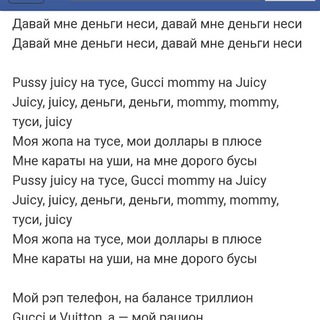 Давай мне деньги неси, давай мне деньги неси
Давай мне деньги неси, давай мне деньги неси
Pussy juicy на тусе, Gucci mommy на Juicy
Juicy, juicy, деньги, деньги, mommy, mommy,
туси, juicy
Моя жопа на тусе, мои доллары в плюсе
Мне караты на уши, на мне дорого бусы
Pussy juicy на тусе, Gucci mommy на Juicy
Juicy, juicy, деньги, деньги, mommy, mommy,
туси, juicy
Моя жопа на тусе, мои доллары в плюсе
Мне караты на уши, на мне дорого бусы
Мой рэп телефон, на балансе триллион
Gucci и Vuitton, а — мой рацион